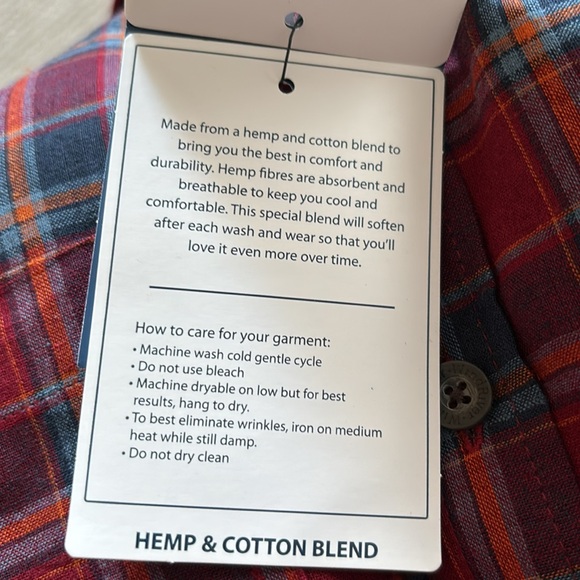 Made from a hemp and cotton blend to
bring you the best in comfort and
durability. Hemp fibres are absorbent and
breathable to keep you cool and
comfortable. This special blend will soften
after each wash and wear so that you'll
love it even more over time.
How to care for your garment:
• Machine wash cold gentle cycle
• Do not use bleach
• Machine dryable on low but for best
results, hang to dry.
• To best eliminate wrinkles, iron on medium
heat while still damp.
• Do not dry clean
HEMP & COTTON BLEND